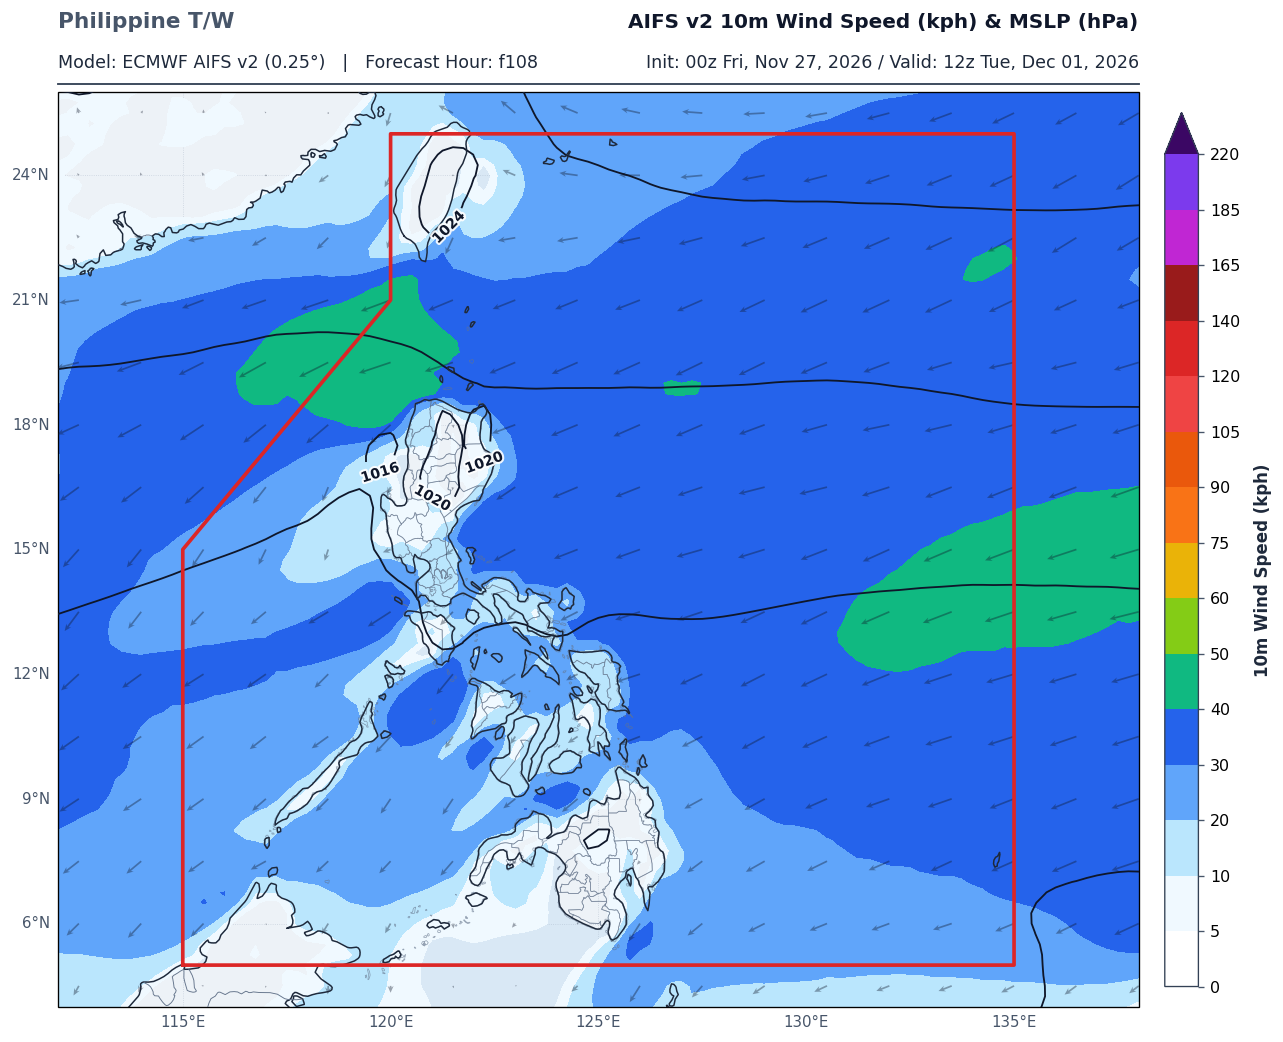 Philippine T/W
AIFS v2 10m Wind Speed (kph) & MSLP (hPa)
Model: ECMWF AIFS v2 (0.25°) | Forecast Hour: f108
Init: 00z Fri, Nov 27, 2026 / Valid: 12z Tue, Dec 01, 2026
24°N
21°N
18°N
15°N
12°N
9°N
6°N
1024
1016
1020
1020
115°E
120°E
125°E
130°E
135°E
220
185
165
140
120
105
90
75
60
50
40
30
20
10
5
0
10m Wind Speed (kph)